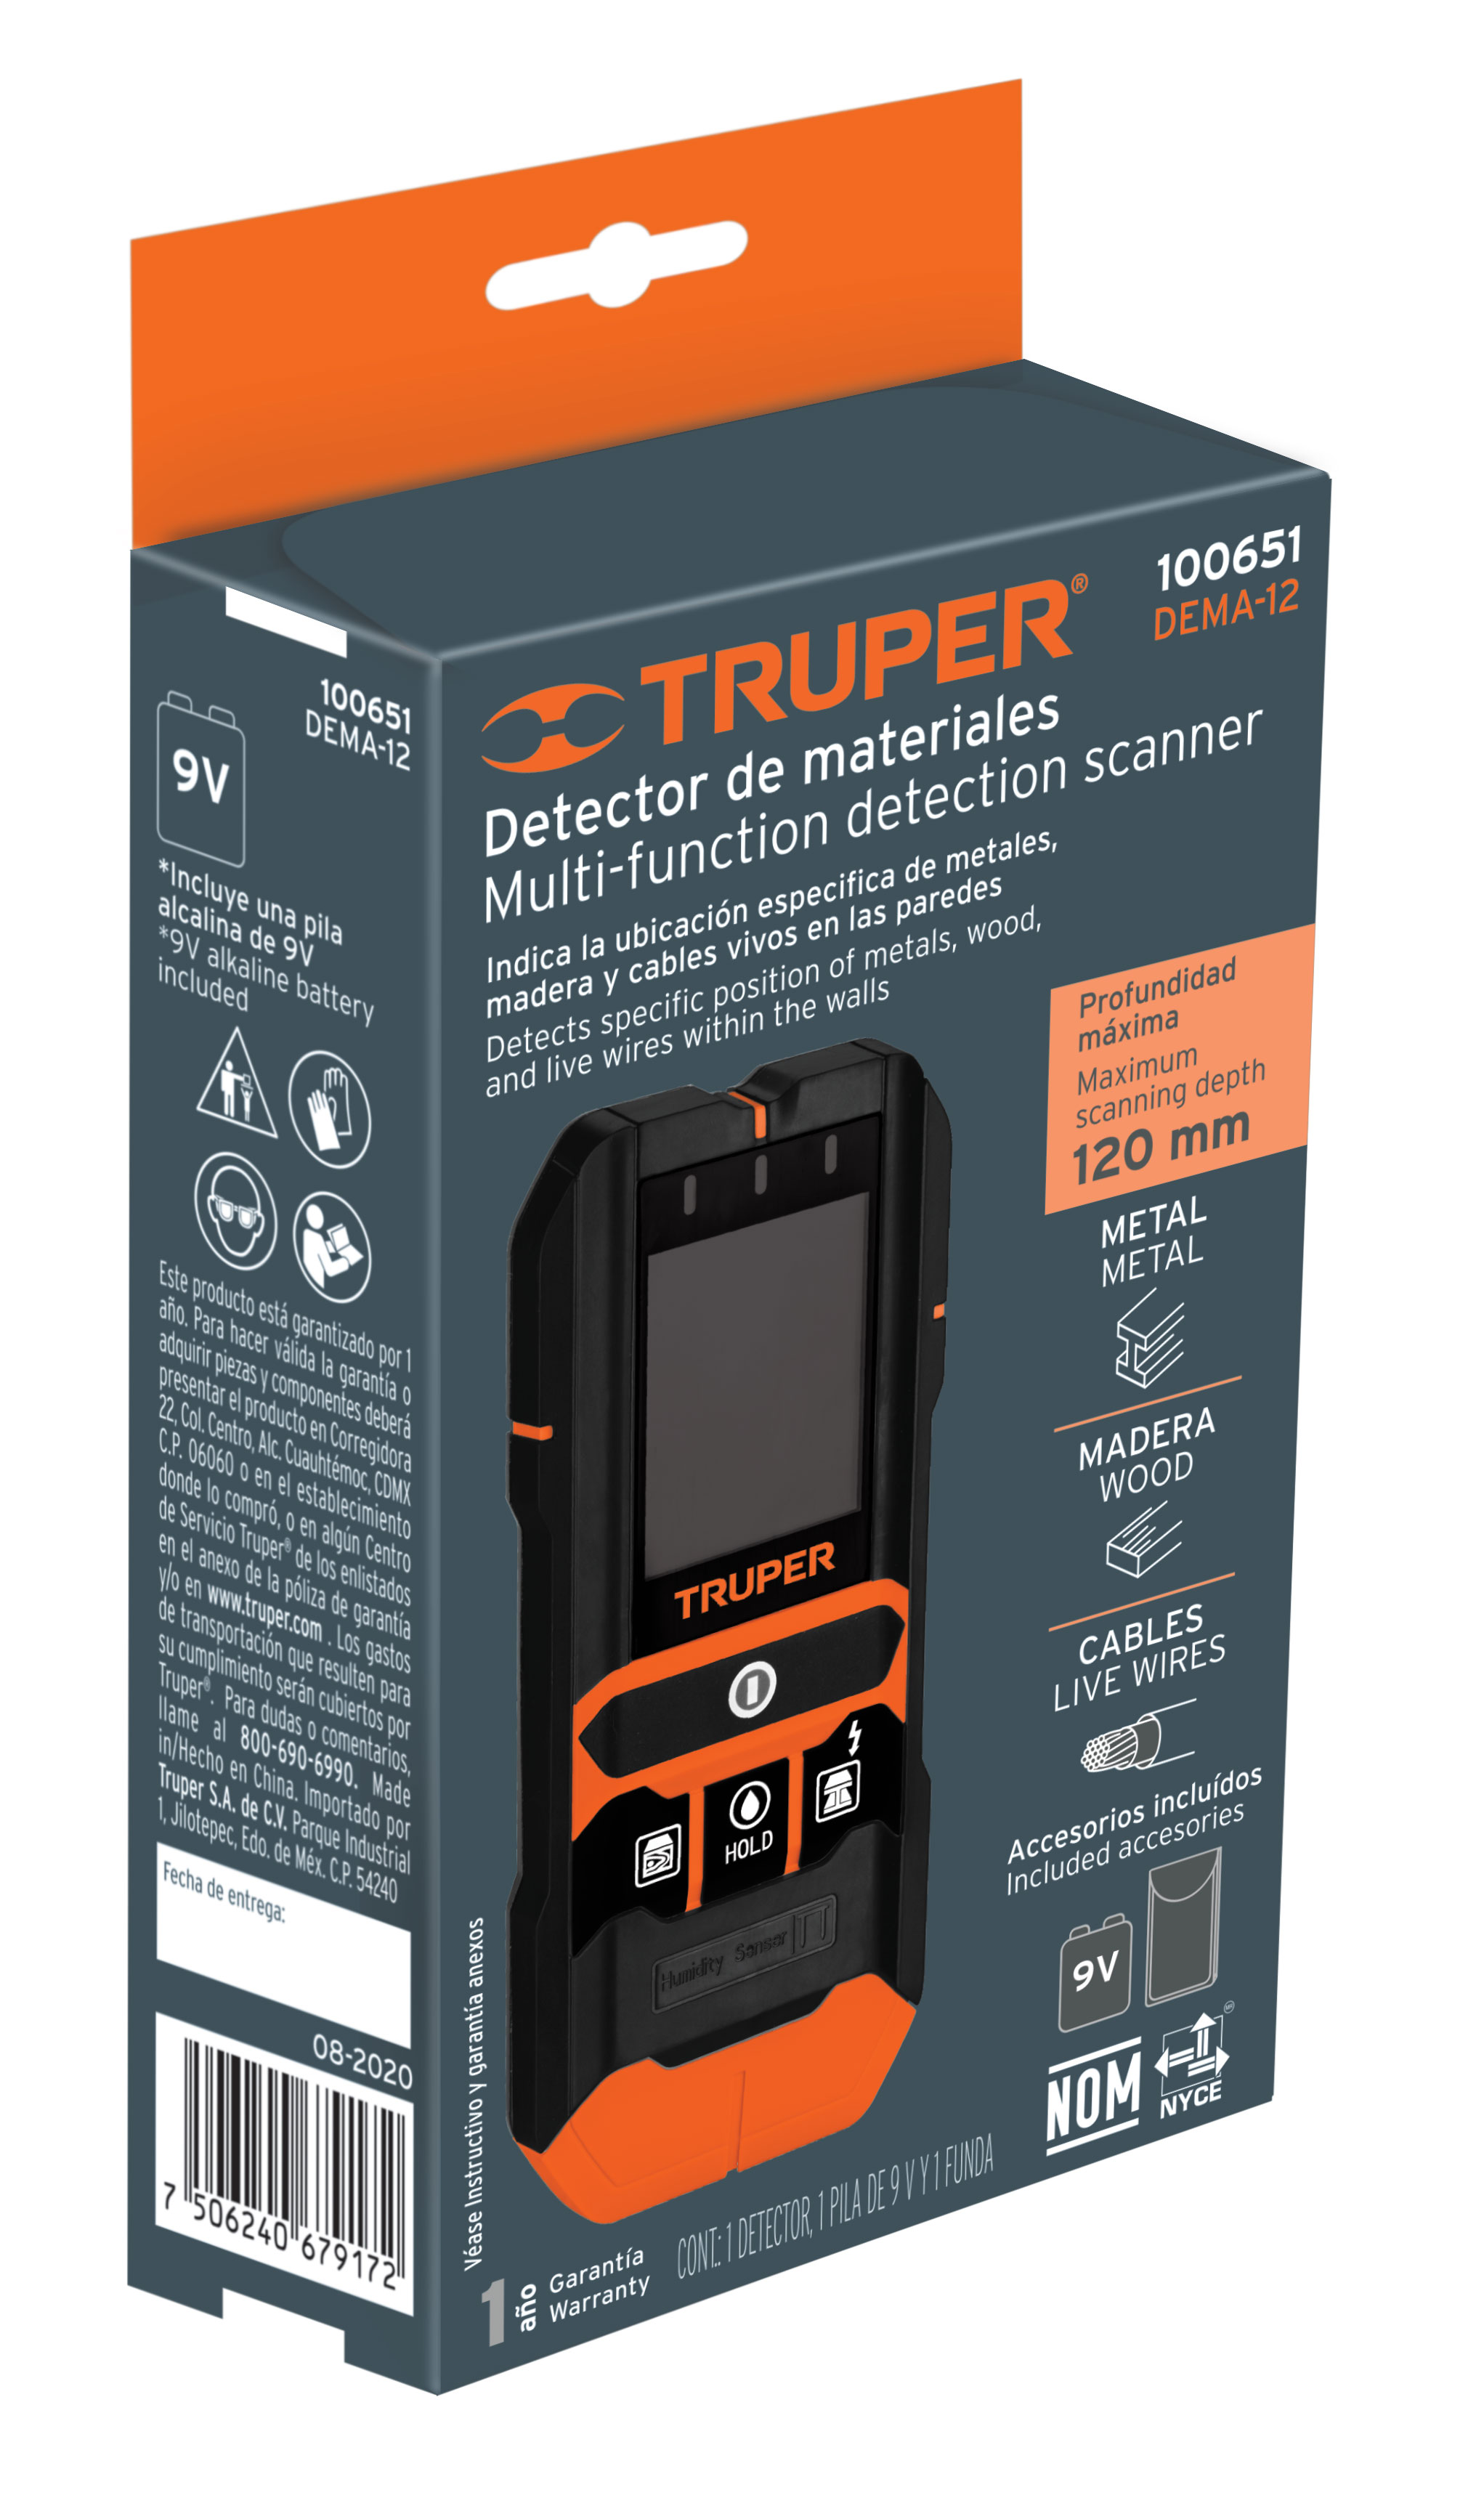 100651
DEMA-12
TRUPER®
Detector de materiales
Multi-function detection scanner
Indica la ubicación especifica de metales,
madera y cables vivos en las paredes
Detects specific position of metals, wood,
and live wires within the walls
Profundidad
máxima
Maximum
scanning depth
120 mm
METAL
METAL
MADERA
WOOD
CABLES
LIVE WIRES
Accesorios incluídos
Included accesories
9V
NOM
NYCE
TRUPER
HOLD
Humidity Sensar
Véase Instructivo y garantía anexos
1
año
Garantía
Warranty
CONT.: 1 DETECTOR, 1 PILA DE 9 V Y 1 FUNDA
100651
DEMA-12
9V
*Incluye una pila
alcalina de 9V
*9V alkaline battery
included
Este producto está garantizado por 1
año. Para hacer válida la garantía o
adquirir piezas y componentes deberá
presentar el producto en Corregidora
22, Col. Centro, Alc. Cuauhtémoc, CDMX
C.P. 06060 o en el establecimiento
donde lo compró, o en algún Centro
de Servicio Truper® de los enlistados
en el anexo de la póliza de garantía
y/o en www.truper.com . Los gastos
de transportación que resulten para
su cumplimiento serán cubiertos por
Truper®. Para dudas o comentarios,
llame al 800-690-6990. Made
in/Hecho en China. Importado por
Truper S.A. de C.V. Parque Industrial
1, Jilotepec, Edo. de Méx. C.P. 54240
Fecha de entrega:
08-2020
7 506240 679172